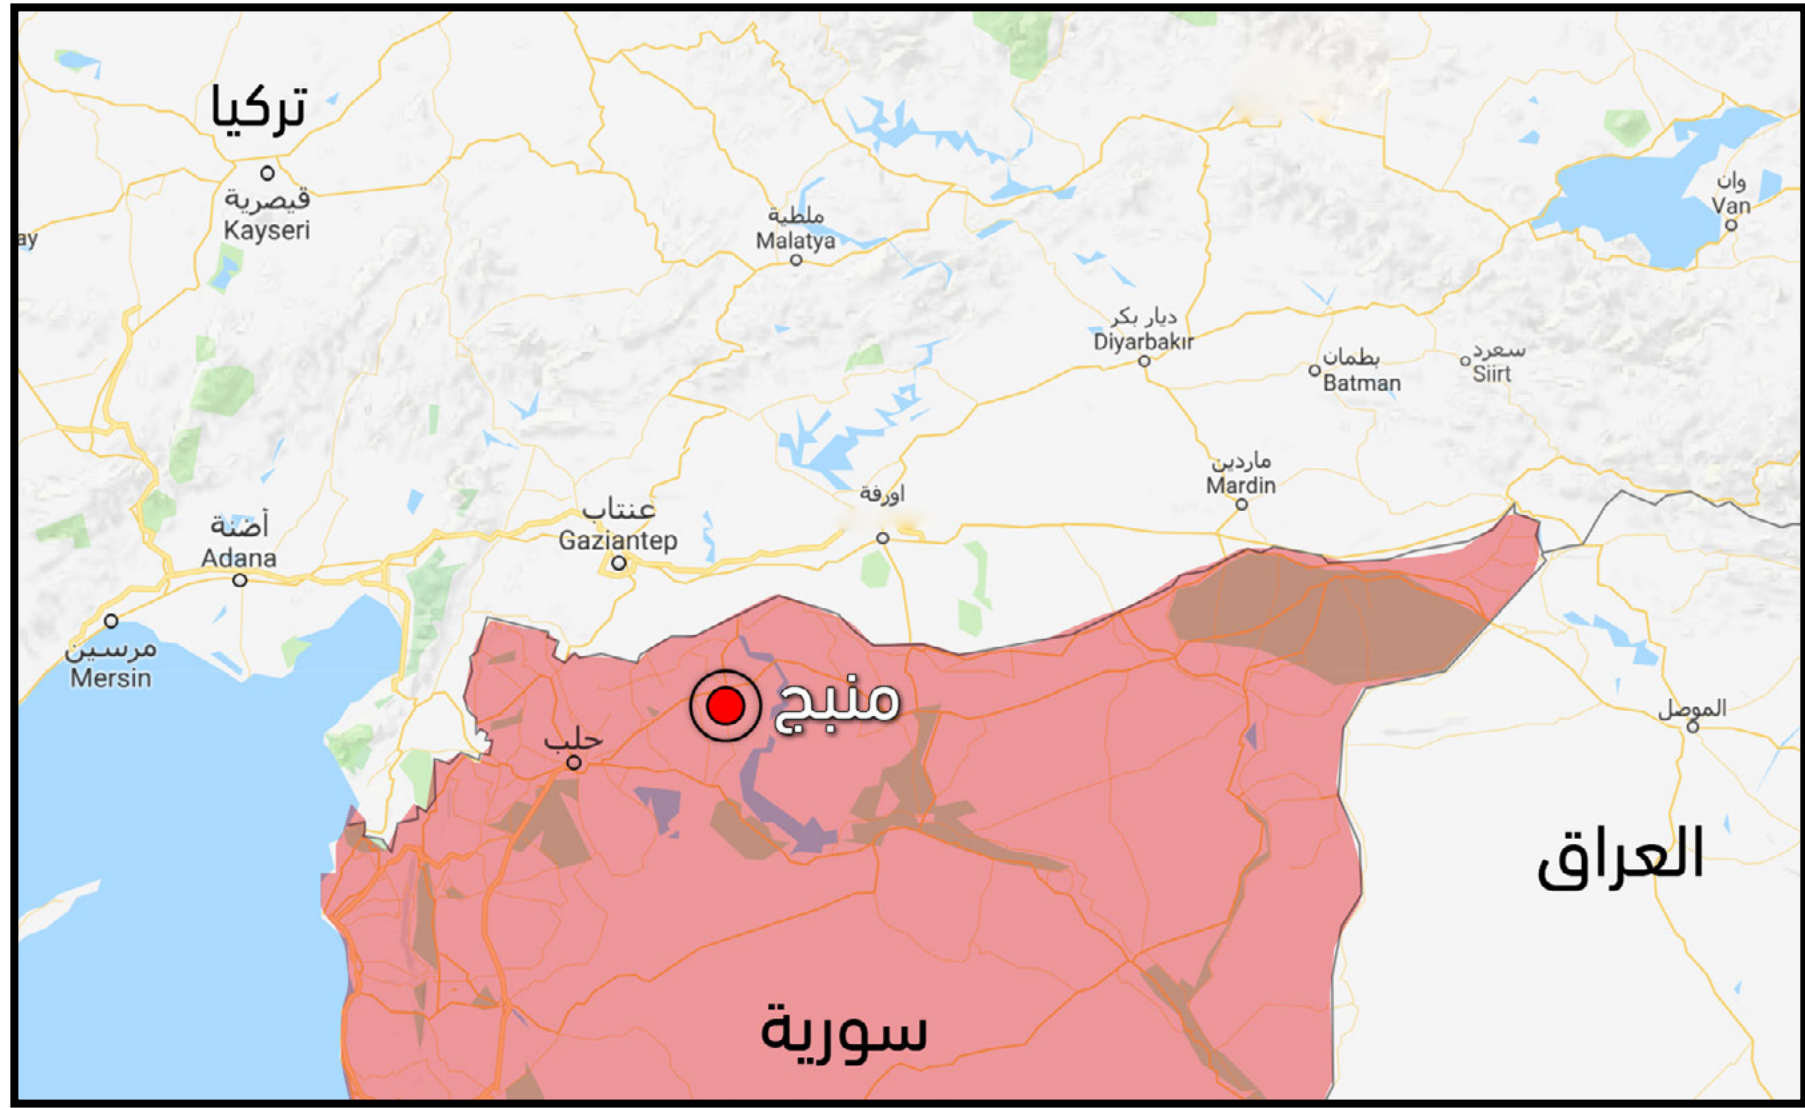 تركيا
قيصرية
Kayseri
ay
ملطية
Malatya
وان
Van
ديار بكر
Diyarbakır
بطمان
Batman
سعرد
Siirt
ماردين
Mardin
اورفة
عنتاب
Gaziantep
أضنة
Adana
مرسين
Mersin
منبج
حلب
الموصل
العراق
سورية